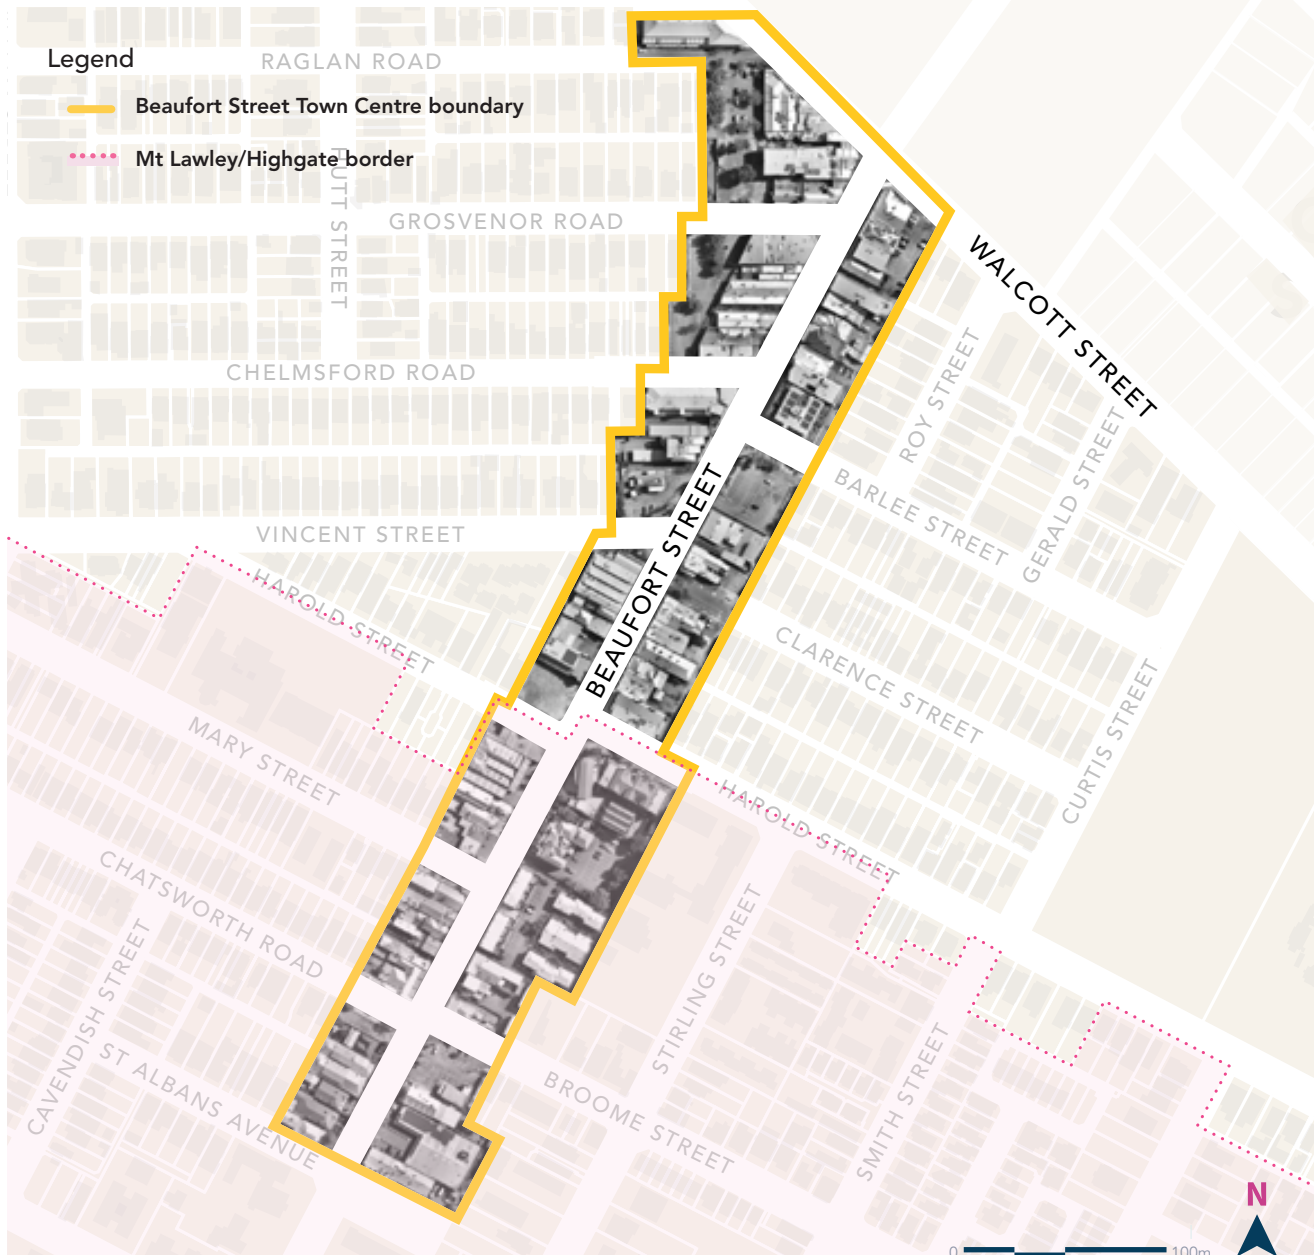 Legend
RAGLAN ROAD
Beaufort Street Town Centre boundary
Mt Lawley/Highgate border
HUTT STREET
GROSVENOR ROAD
WALCOTT STREET
CHELMSFORD ROAD
ROY STREET
GERALD STREET
BARLEE STREET
VINCENT STREET
BEAUFORT STREET
HAROLD STREET
CLARENCE STREET
CURTIS STREET
MARY STREET
HAROLD STREET
CHATSWORTH ROAD
CAVENDISH STREET
STIRLING STREET
SMITH STREET
ST ALBANS AVENUE
BROOME STREET
N
0 100m